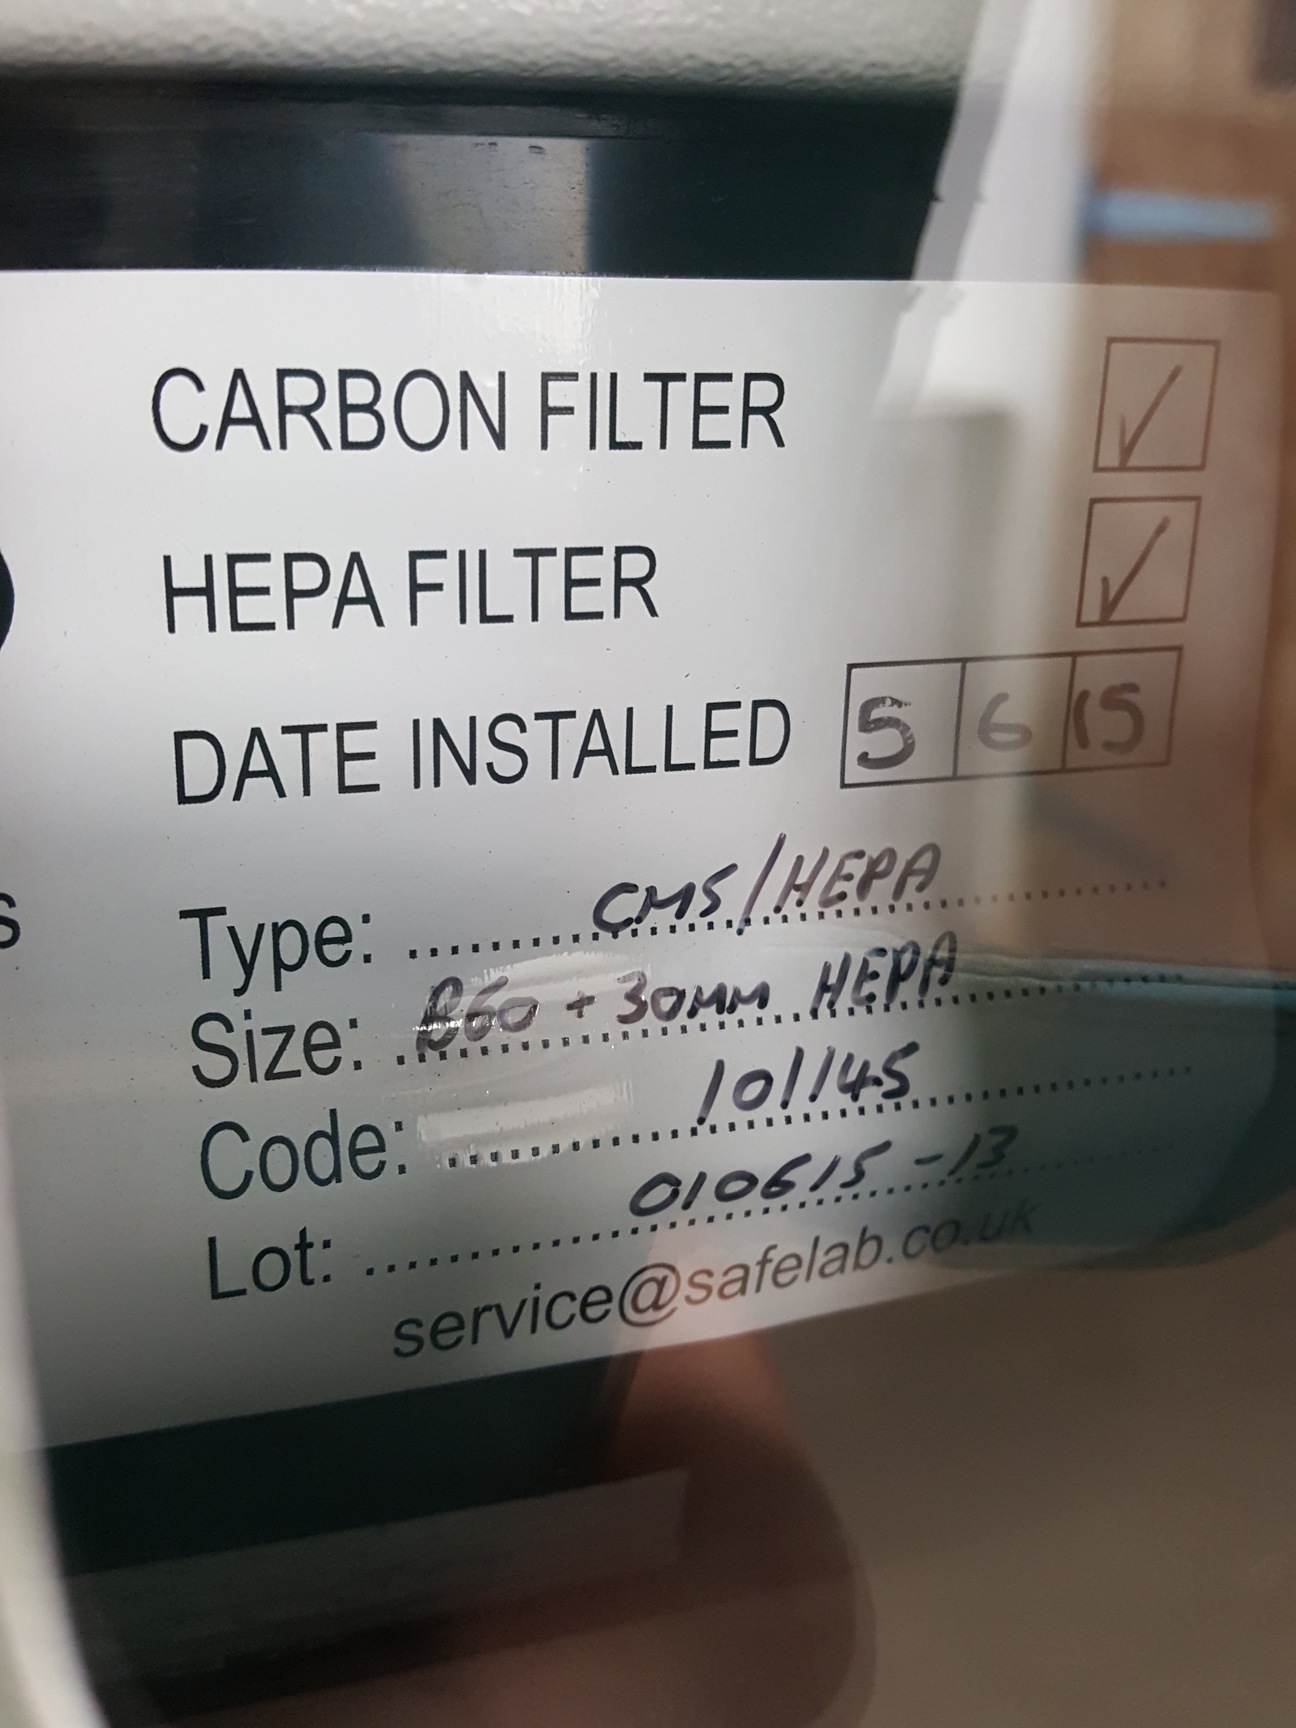 CARBON FILTER ✓
HEPA FILTER ✓
DATE INSTALLED 5 6 15
Type: CMS/HEPA
Size: B60 + 30MM HEPA
Code: 101145
Lot: 010615-13
service@safelab.co.uk
s